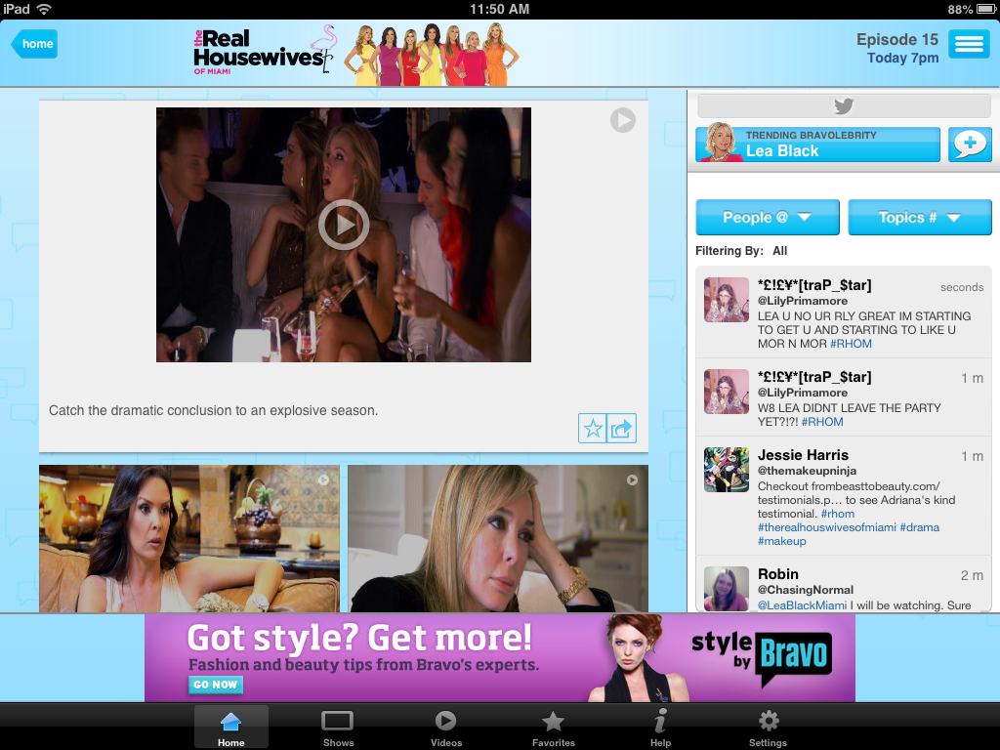 iPad
11:50 AM
88%
home
the Real
Housewives
OF MIAMI
Episode 15
Today 7pm
TRENDING BRAVOLEBRITY
Lea Black
People @
Topics #
Filtering By: All
*£!£¥*[traP_$tar]
seconds
@LilyPrimamore
LEA U NO UR RLY GREAT IM STARTING
TO GET U AND STARTING TO LIKE U
MOR N MOR #RHOM
*£!£¥*[traP_$tar]
1 m
@LilyPrimamore
W8 LEA DIDNT LEAVE THE PARTY
YET?!?! #RHOM
Jessie Harris
1 m
@themakeupninja
Checkout frombeasttobeauty.com/
testimonials.p... to see Adriana's kind
testimonial. #rhom
#therealhouswivesofmiami #drama
#makeup
Robin
2 m
@ChasingNormal
@LeaBlackMiami I will be watching. Sure
Catch the dramatic conclusion to an explosive season.
Got style? Get more!
Fashion and beauty tips from Bravo's experts.
GO NOW
style
by Bravo
Home
Shows
Videos
Favorites
Help
Settings